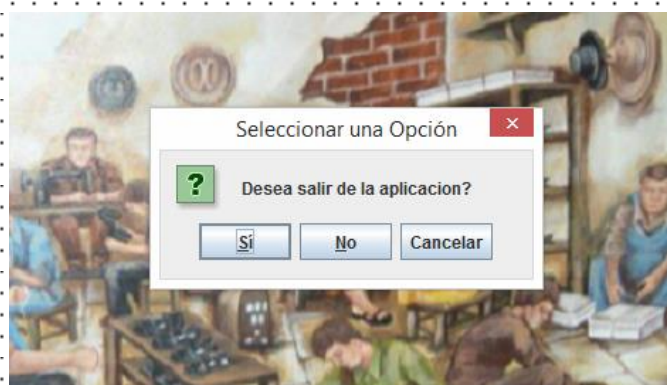 Seleccionar una Opción
Desea salir de la aplicacion?
Sí No Cancelar